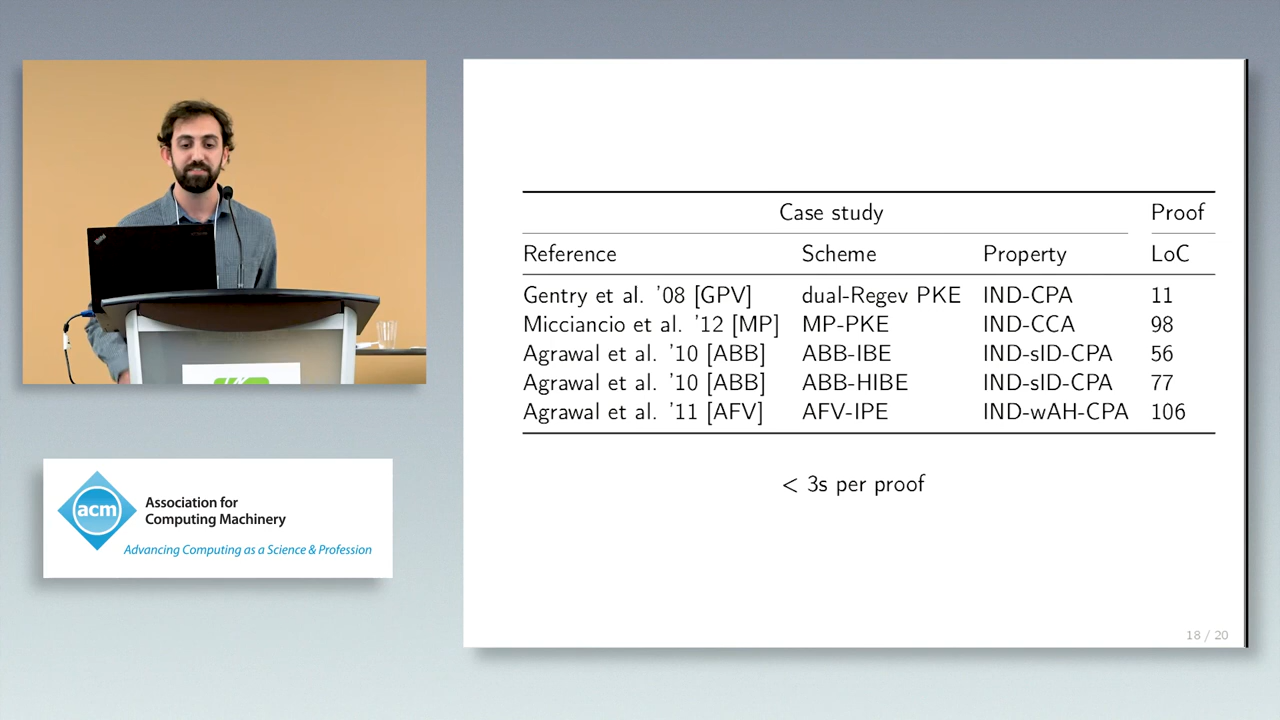 Case study Proof
Reference Scheme Property LoC
Gentry et al. '08 [GPV] dual-Regev PKE IND-CPA 11
Micciancio et al. '12 [MP] MP-PKE IND-CCA 98
Agrawal et al. '10 [ABB] ABB-IBE IND-sID-CPA 56
Agrawal et al. '10 [ABB] ABB-HIBE IND-sID-CPA 77
Agrawal et al. '11 [AFV] AFV-IPE IND-wAH-CPA 106
< 3s per proof
18 / 20
acm
Association for
Computing Machinery
Advancing Computing as a Science & Profession